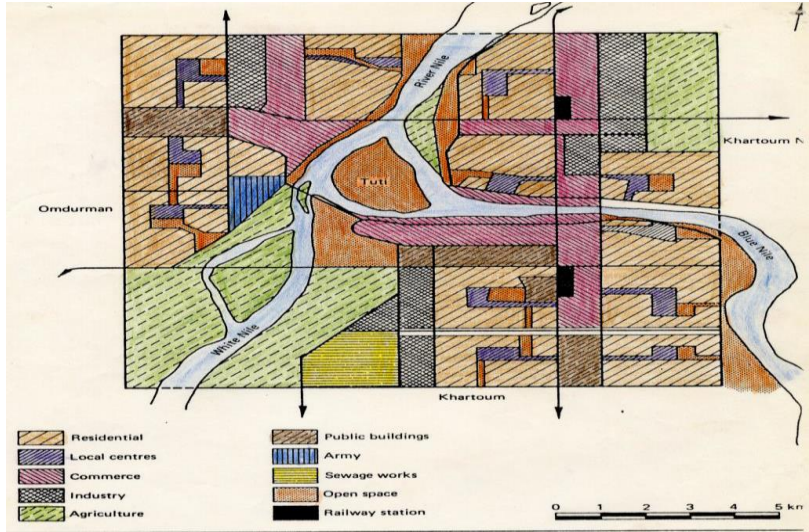 River Nile
Khartoum N
Tuti
Omdurman
Blue Nile
White Nile
Khartoum
Residential
Local centres
Commerce
Industry
Agriculture
Public buildings
Army
Sewage works
Open space
Railway station
0 1 2 3 4 5 km